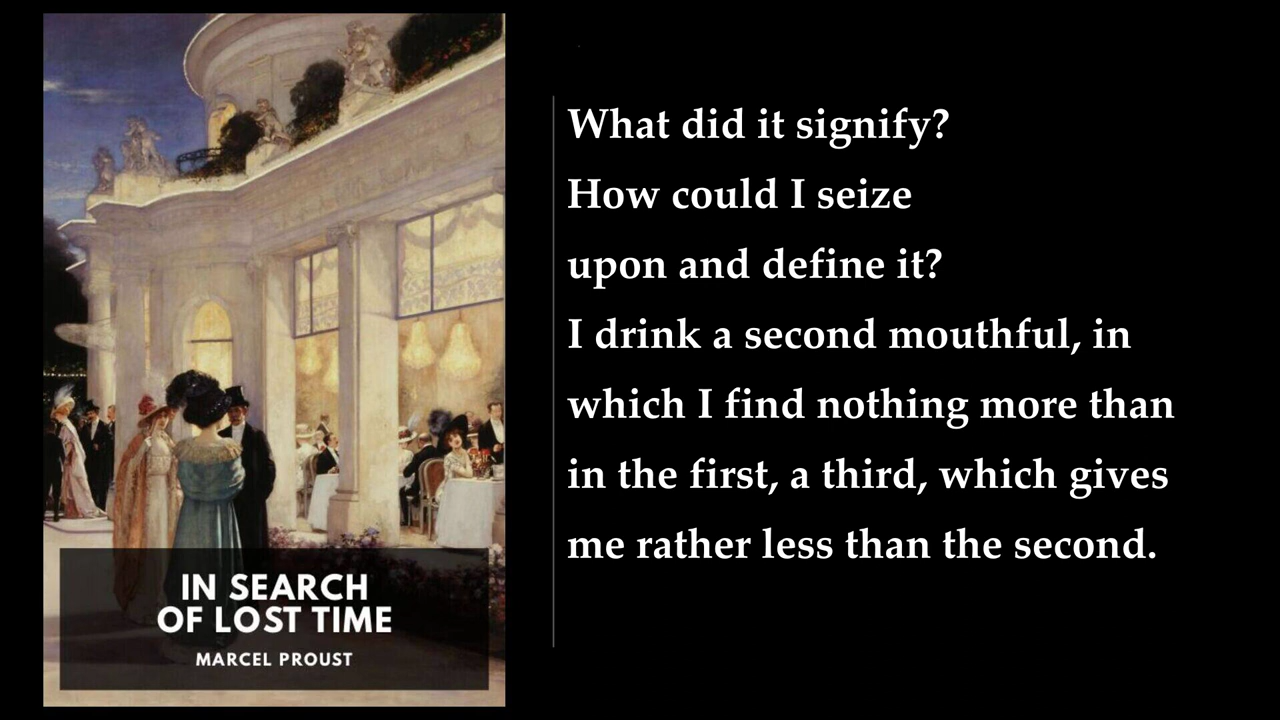 IN SEARCH
OF LOST TIME
MARCEL PROUST
What did it signify?
How could I seize
upon and define it?
I drink a second mouthful, in
which I find nothing more than
in the first, a third, which gives
me rather less than the second.